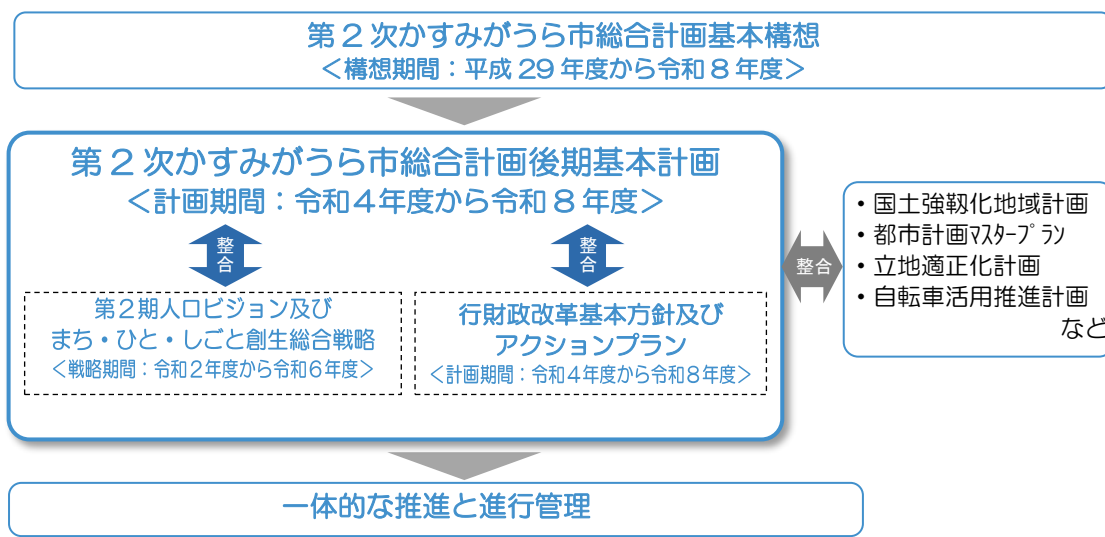 第２次かすみがうら市総合計画基本構想
＜構想期間：平成 29 年度から令和８年度＞
第２次かすみがうら市総合計画後期基本計画
＜計画期間：令和４年度から令和８年度＞
整合
整合
第２期人口ビジョン及び
まち・ひと・しごと創生総合戦略
＜戦略期間：令和２年度から令和６年度＞
行財政改革基本方針及び
アクションプラン
＜計画期間：令和４年度から令和８年度＞
整合
・国土強靱化地域計画
・都市計画ﾏｽﾀｰﾌﾟﾗﾝ
・立地適正化計画
・自転車活用推進計画
など
一体的な推進と進行管理